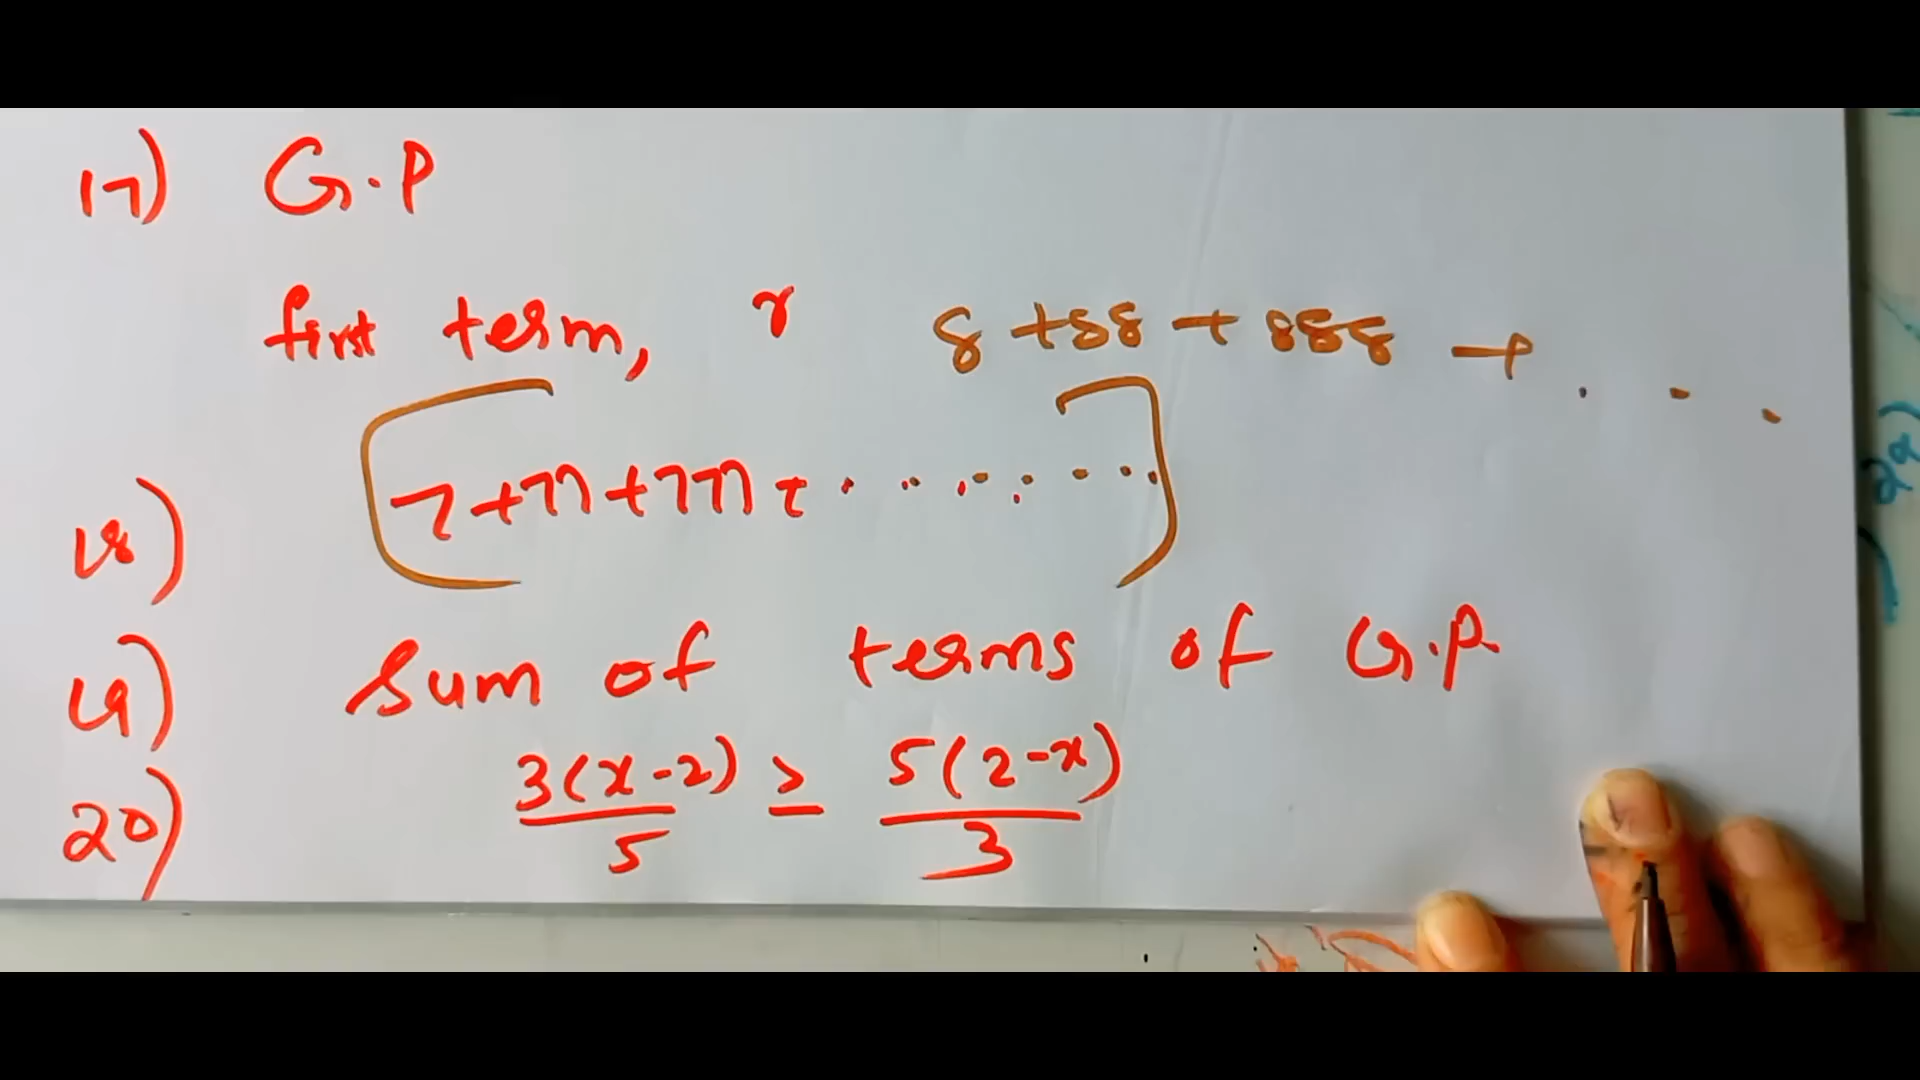 17) G.P
first term, r 8 + 88 + 888 + . . .
18) 7 + 77 + 777 + . . . . . . .
19) Sum of terms of G.P.
20) 3(x-2)/5 ≥ 5(2-x)/3